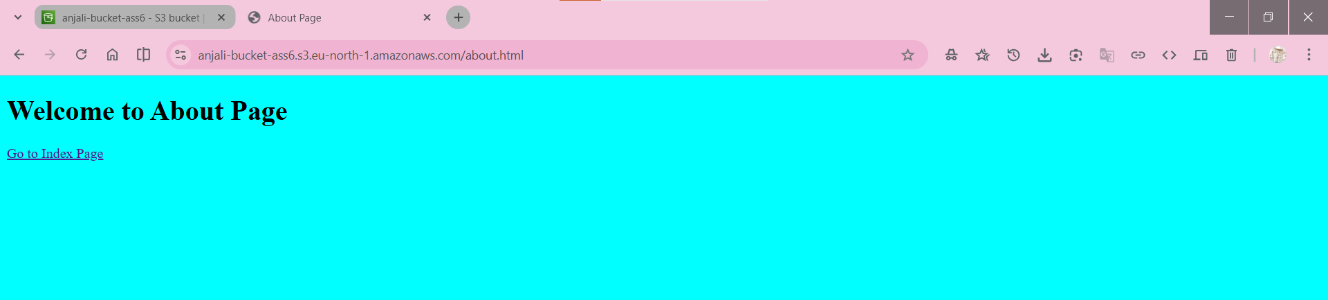 anjali-bucket-ass6 - S3 bucket
About Page
anjali-bucket-ass6.s3.eu-north-1.amazonaws.com/about.html
Welcome to About Page
Go to Index Page